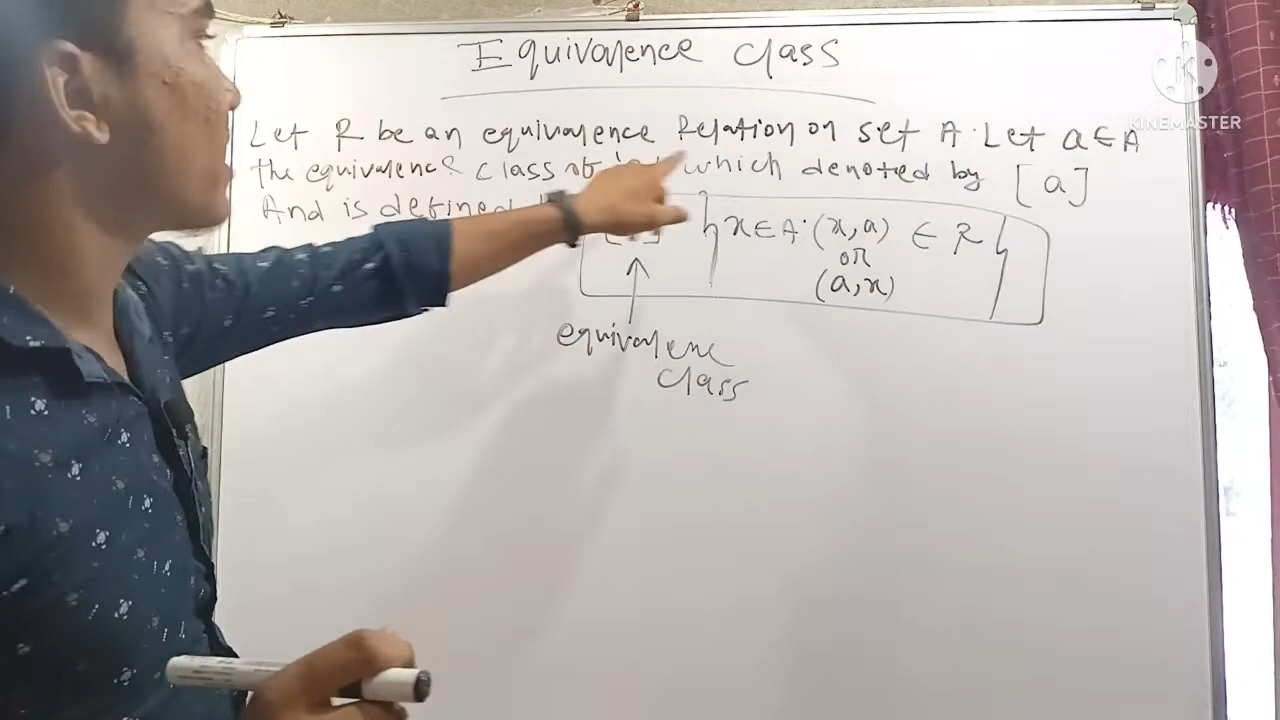 Equivalence class
Let R be an equivalence Relation on set A. Let a ∈ A
the equivalence class of which denoted by [a]
And is defined
{x ∈ A: (x,a) ∈ R}
OR
(a,x)
equivalence
class
KINEMASTER